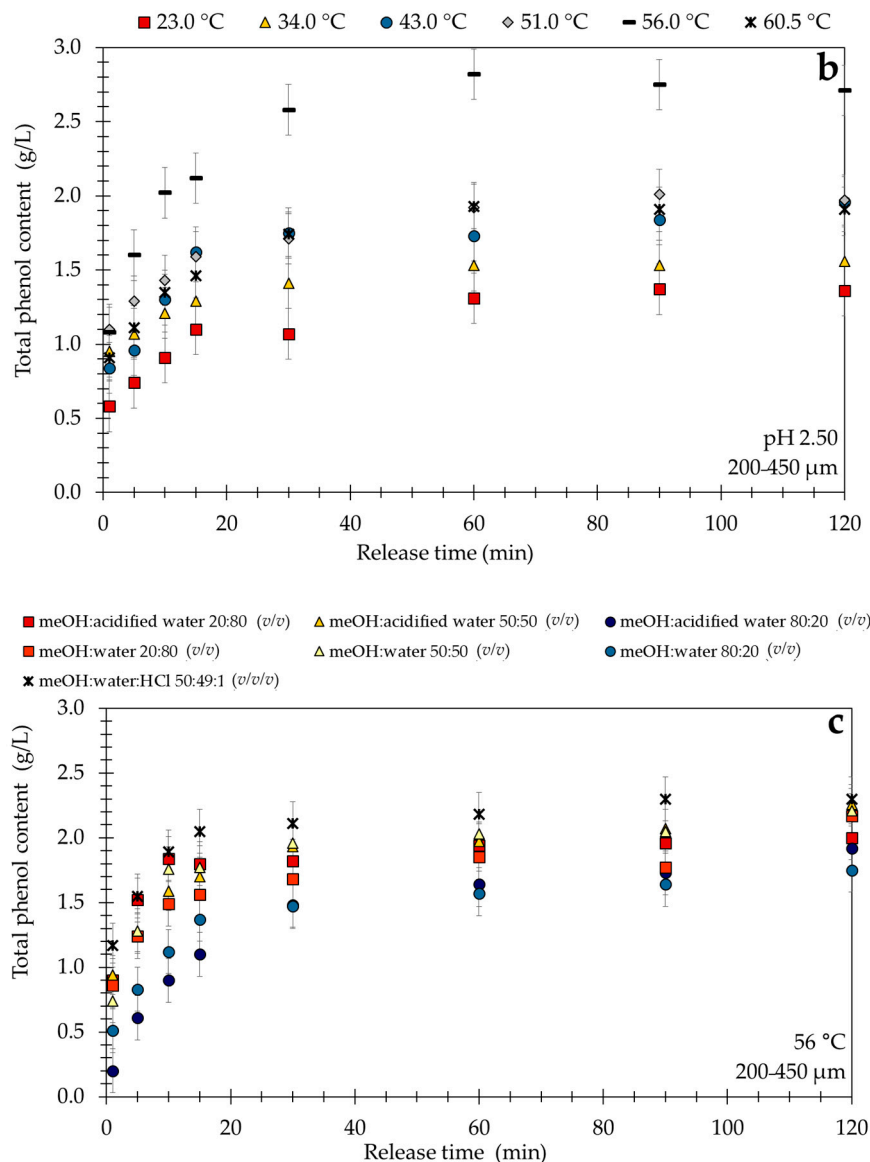 23.0 °C 34.0 °C 43.0 °C 51.0 °C 56.0 °C 60.5 °C
b
3.0
2.5
2.0
1.5
1.0
0.5
0.0
Total phenol content (g/L)
pH 2.50
200-450 µm
0 20 40 60 80 100 120
Release time (min)
meOH:acidified water 20:80 (v/v) meOH:acidified water 50:50 (v/v) meOH:acidified water 80:20 (v/v)
meOH:water 20:80 (v/v) meOH:water 50:50 (v/v) meOH:water 80:20 (v/v)
meOH:water:HCl 50:49:1 (v/v/v)
c
3.0
2.5
2.0
1.5
1.0
0.5
0.0
Total phenol content (g/L)
56 °C
200-450 µm
0 20 40 60 80 100 120
Release time (min)